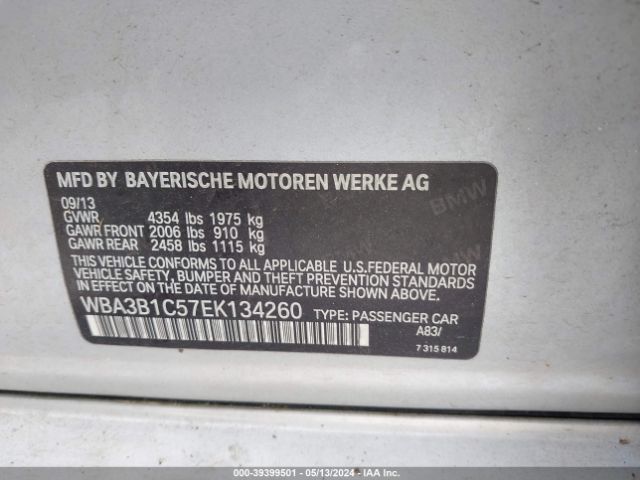 MFD BY BAYERISCHE MOTOREN WERKE AG
09/13
GVWR 4354 lbs 1975 kg
GAWR FRONT 2006 lbs 910 kg
GAWR REAR 2458 lbs 1115 kg
THIS VEHICLE CONFORMS TO ALL APPLICABLE U.S.FEDERAL MOTOR
VEHICLE SAFETY, BUMPER AND THEFT PREVENTION STANDARDS
IN EFFECT ON THE DATE OF MANUFACTURE SHOWN ABOVE.
WBA3B1C57EK134260 TYPE: PASSENGER CAR
A83/
7 315 814
BMW
BMW
000-39399501 - 05/13/2024 - IAA Inc.